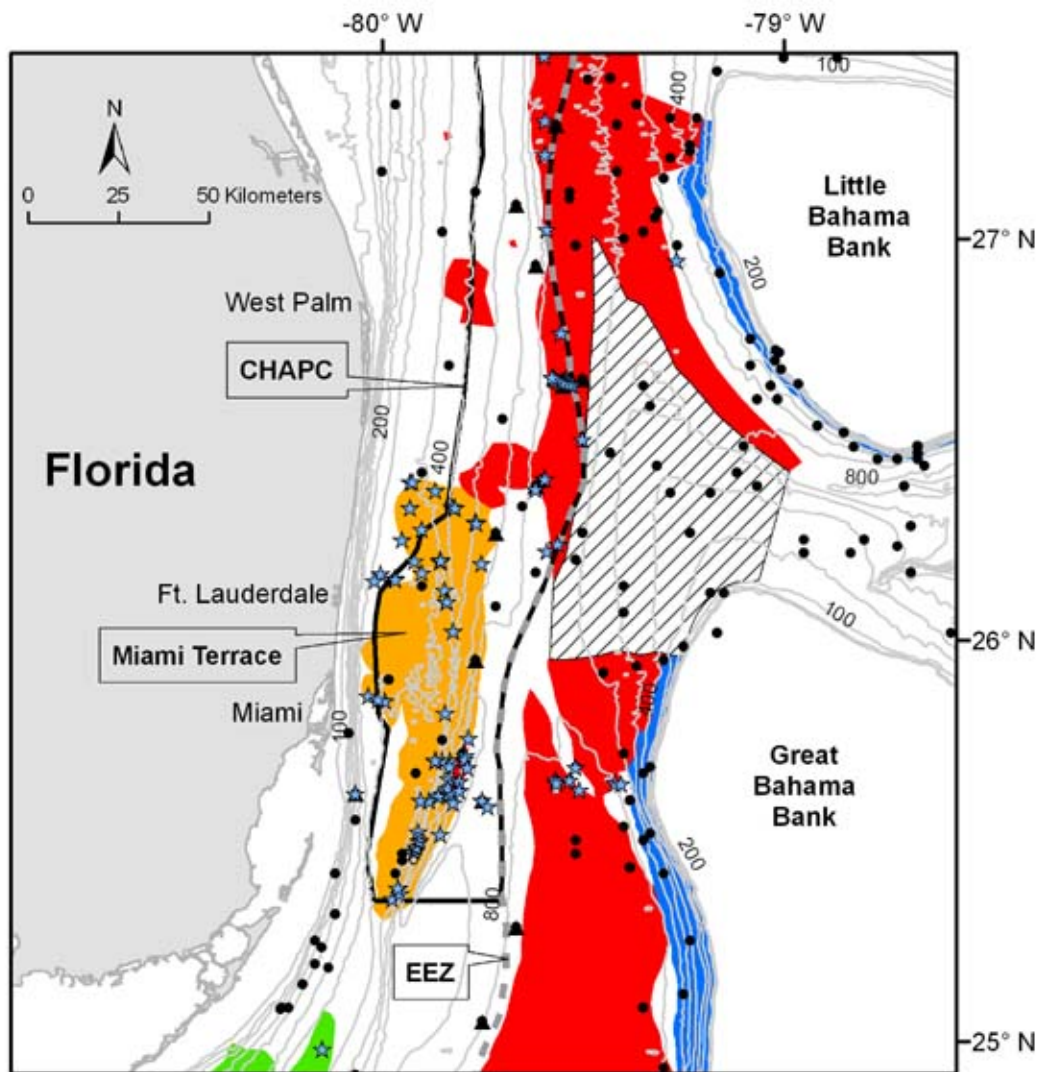 -80° W
-79° W
N
0 25 50 Kilometers
100
400
Little
Bahama
Bank
27° N
200
West Palm
CHAPC
200
400
Florida
800
Ft. Lauderdale
100
26° N
Miami Terrace
Miami
100
400
Great
Bahama
Bank
200
800
EEZ
25° N